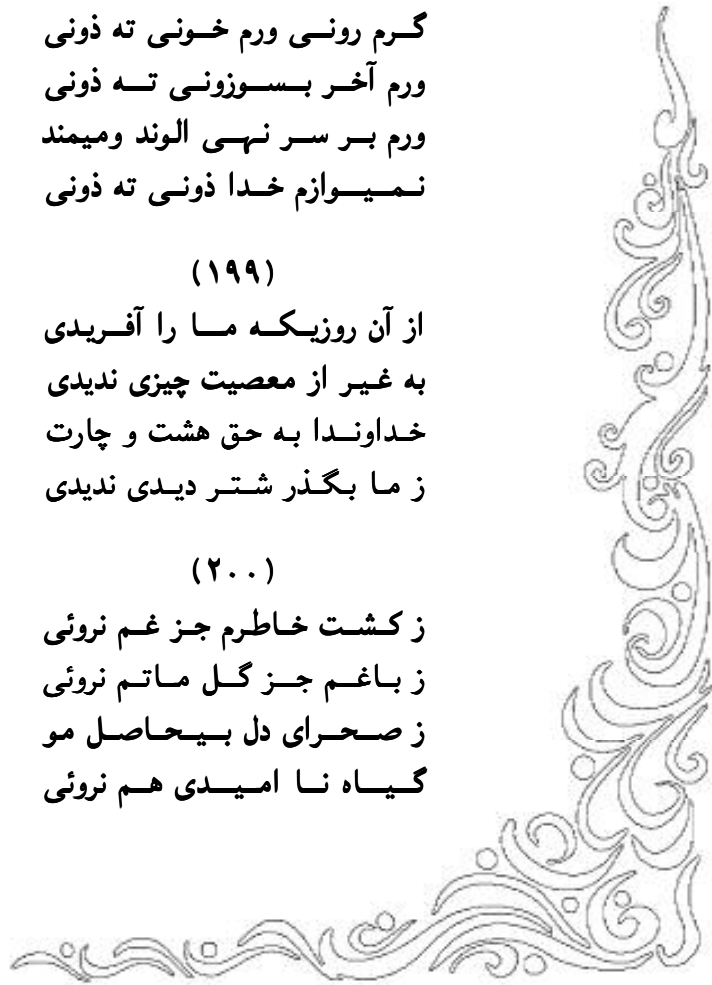 گرم رونی ورم خونی ته ذونی
ورم آخر بسوزونی ته ذونی
ورم بر سر نهی الوند ومیمند
نمیوازم خدا ذونی ته ذونی
(۱۹۹)
از آن روزیکه ما را آفریدی
به غیر از معصیت چیزی ندیدی
خداوندا به حق هشت و چارت
ز ما بگذر شتر دیدی ندیدی
(۲۰۰)
ز کشت خاطرم جز غم نروئی
ز باغم جز گل ماتم نروئی
ز صحرای دل بیحاصل مو
گیاه نا امیدی هم نروئی